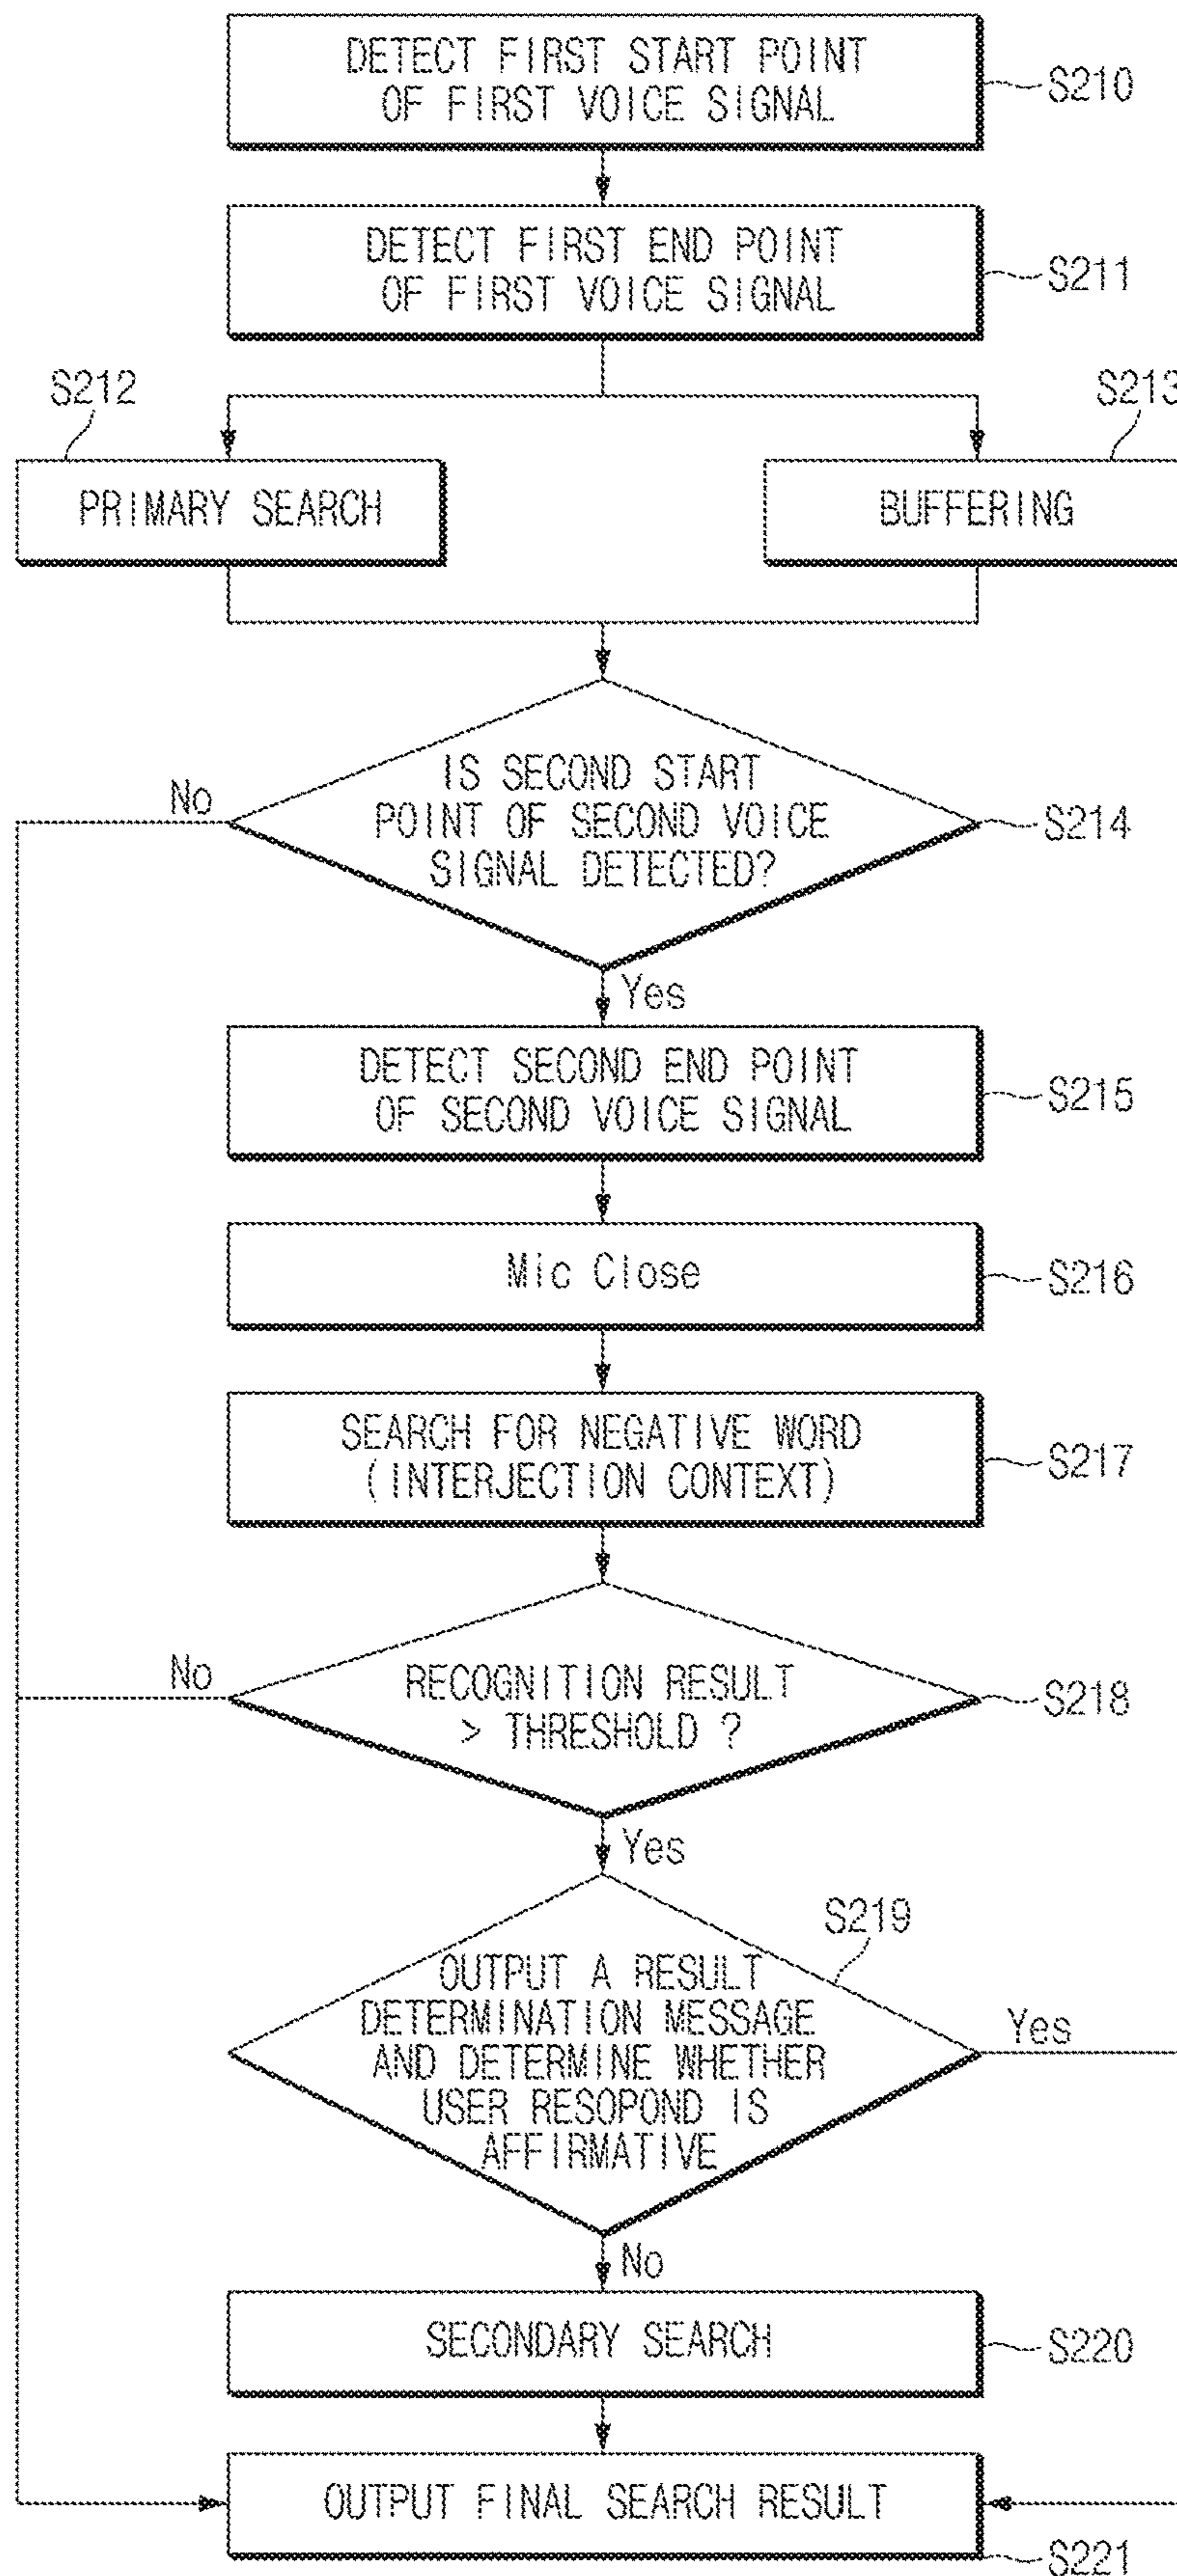 DETECT FIRST START POINT
OF FIRST VOICE SIGNAL
S210
DETECT FIRST END POINT
OF FIRST VOICE SIGNAL
S211
S212
S213
PRIMARY SEARCH
BUFFERING
IS SECOND START
POINT OF SECOND VOICE
SIGNAL DETECTED?
No
S214
Yes
DETECT SECOND END POINT
OF SECOND VOICE SIGNAL
S215
Mic Close
S216
SEARCH FOR NEGATIVE WORD
(INTERJECTION CONTEXT)
S217
No
RECOGNITION RESULT
> THRESHOLD ?
S218
Yes
S219
OUTPUT A RESULT
DETERMINATION MESSAGE
AND DETERMINE WHETHER
USER RESOPOND IS
AFFIRMATIVE
Yes
No
SECONDARY SEARCH
S220
OUTPUT FINAL SEARCH RESULT
S221